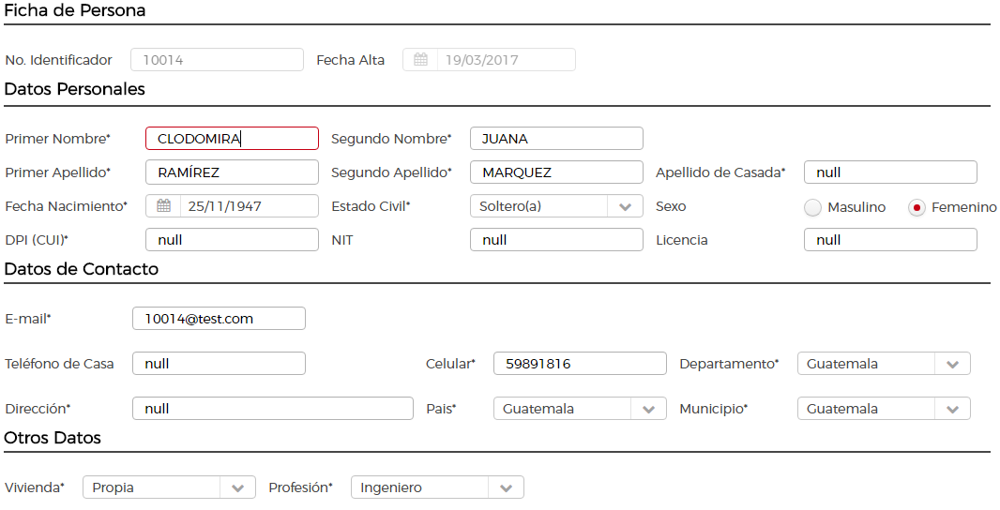 Ficha de Persona
No. Identificador 10014 Fecha Alta 19/03/2017
Datos Personales
Primer Nombre* CLODOMIRA Segundo Nombre* JUANA
Primer Apellido* RAMÍREZ Segundo Apellido* MARQUEZ Apellido de Casada* null
Fecha Nacimiento* 25/11/1947 Estado Civil* Soltero(a) Sexo Masulino Femenino
DPI (CUI)* null NIT null Licencia null
Datos de Contacto
E-mail* 10014@test.com
Teléfono de Casa null Celular* 59891816 Departamento* Guatemala
Dirección* null Pais* Guatemala Municipio* Guatemala
Otros Datos
Vivienda* Propia Profesión* Ingeniero